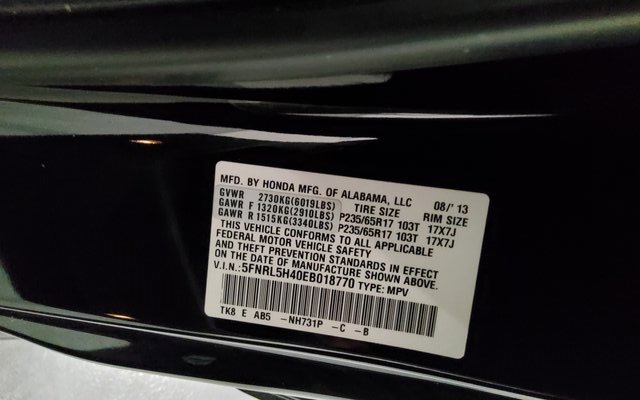 MFD. BY HONDA MFG. OF ALABAMA, LLC 08/'13
GVWR 2730KG(6019LBS) TIRE SIZE RIM SIZE
GAWR F 1320KG(2910LBS) P235/65R17 103T 17X7J
GAWR R 1515KG(3340LBS) P235/65R17 103T 17X7J
THIS VEHICLE CONFORMS TO ALL APPLICABLE
FEDERAL MOTOR VEHICLE SAFETY
AND THEFT PREVENTION STANDARDS IN EFFECT
ON THE DATE OF MANUFACTURE SHOWN ABOVE.
V.I.N.:5FNRL5H40EB018770 TYPE: MPV
TK8 E AB5 -NH731P -C -B